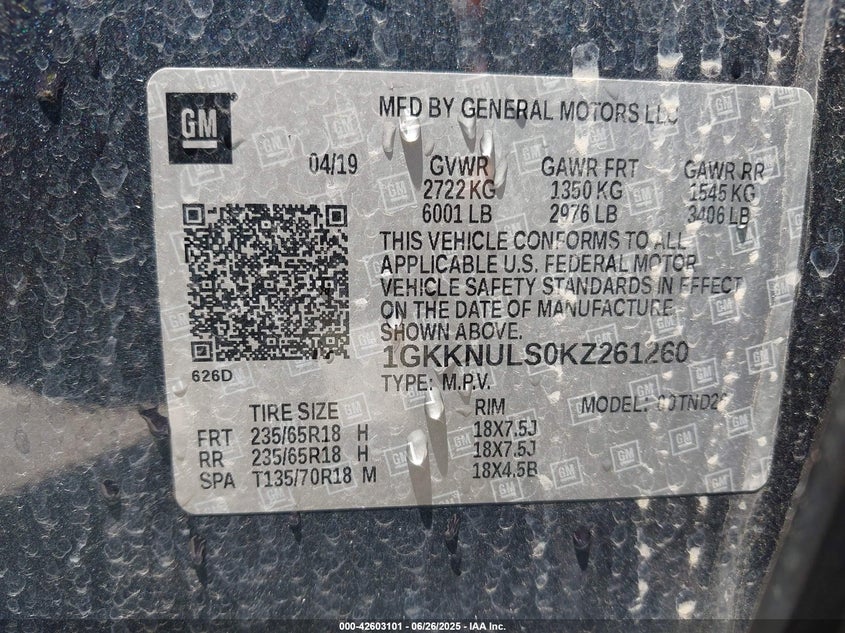 GM
MFD BY GENERAL MOTORS LLC
04/19 GVWR GAWR FRT GAWR RR
2722 KG 1350 KG 1545 KG
6001 LB 2976 LB 3406 LB
THIS VEHICLE CONFORMS TO ALL
APPLICABLE U.S. FEDERAL MOTOR
VEHICLE SAFETY STANDARDS IN EFFECT
ON THE DATE OF MANUFACTURE
SHOWN ABOVE.
1GKKNULS0KZ261260
626D
TYPE: M.P.V. MODEL:
TIRE SIZE RIM
FRT 235/65R18 H 18X7.5J
RR 235/65R18 H 18X7.5J
SPA T135/70R18 M 18X4.5B
000-42603101 - 06/26/2025 - IAA Inc.